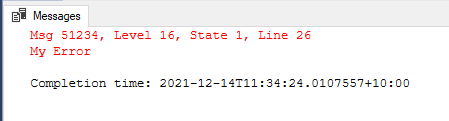 Messages
Msg 51234, Level 16, State 1, Line 26
My Error
Completion time: 2021-12-14T11:34:24.0107557+10:00